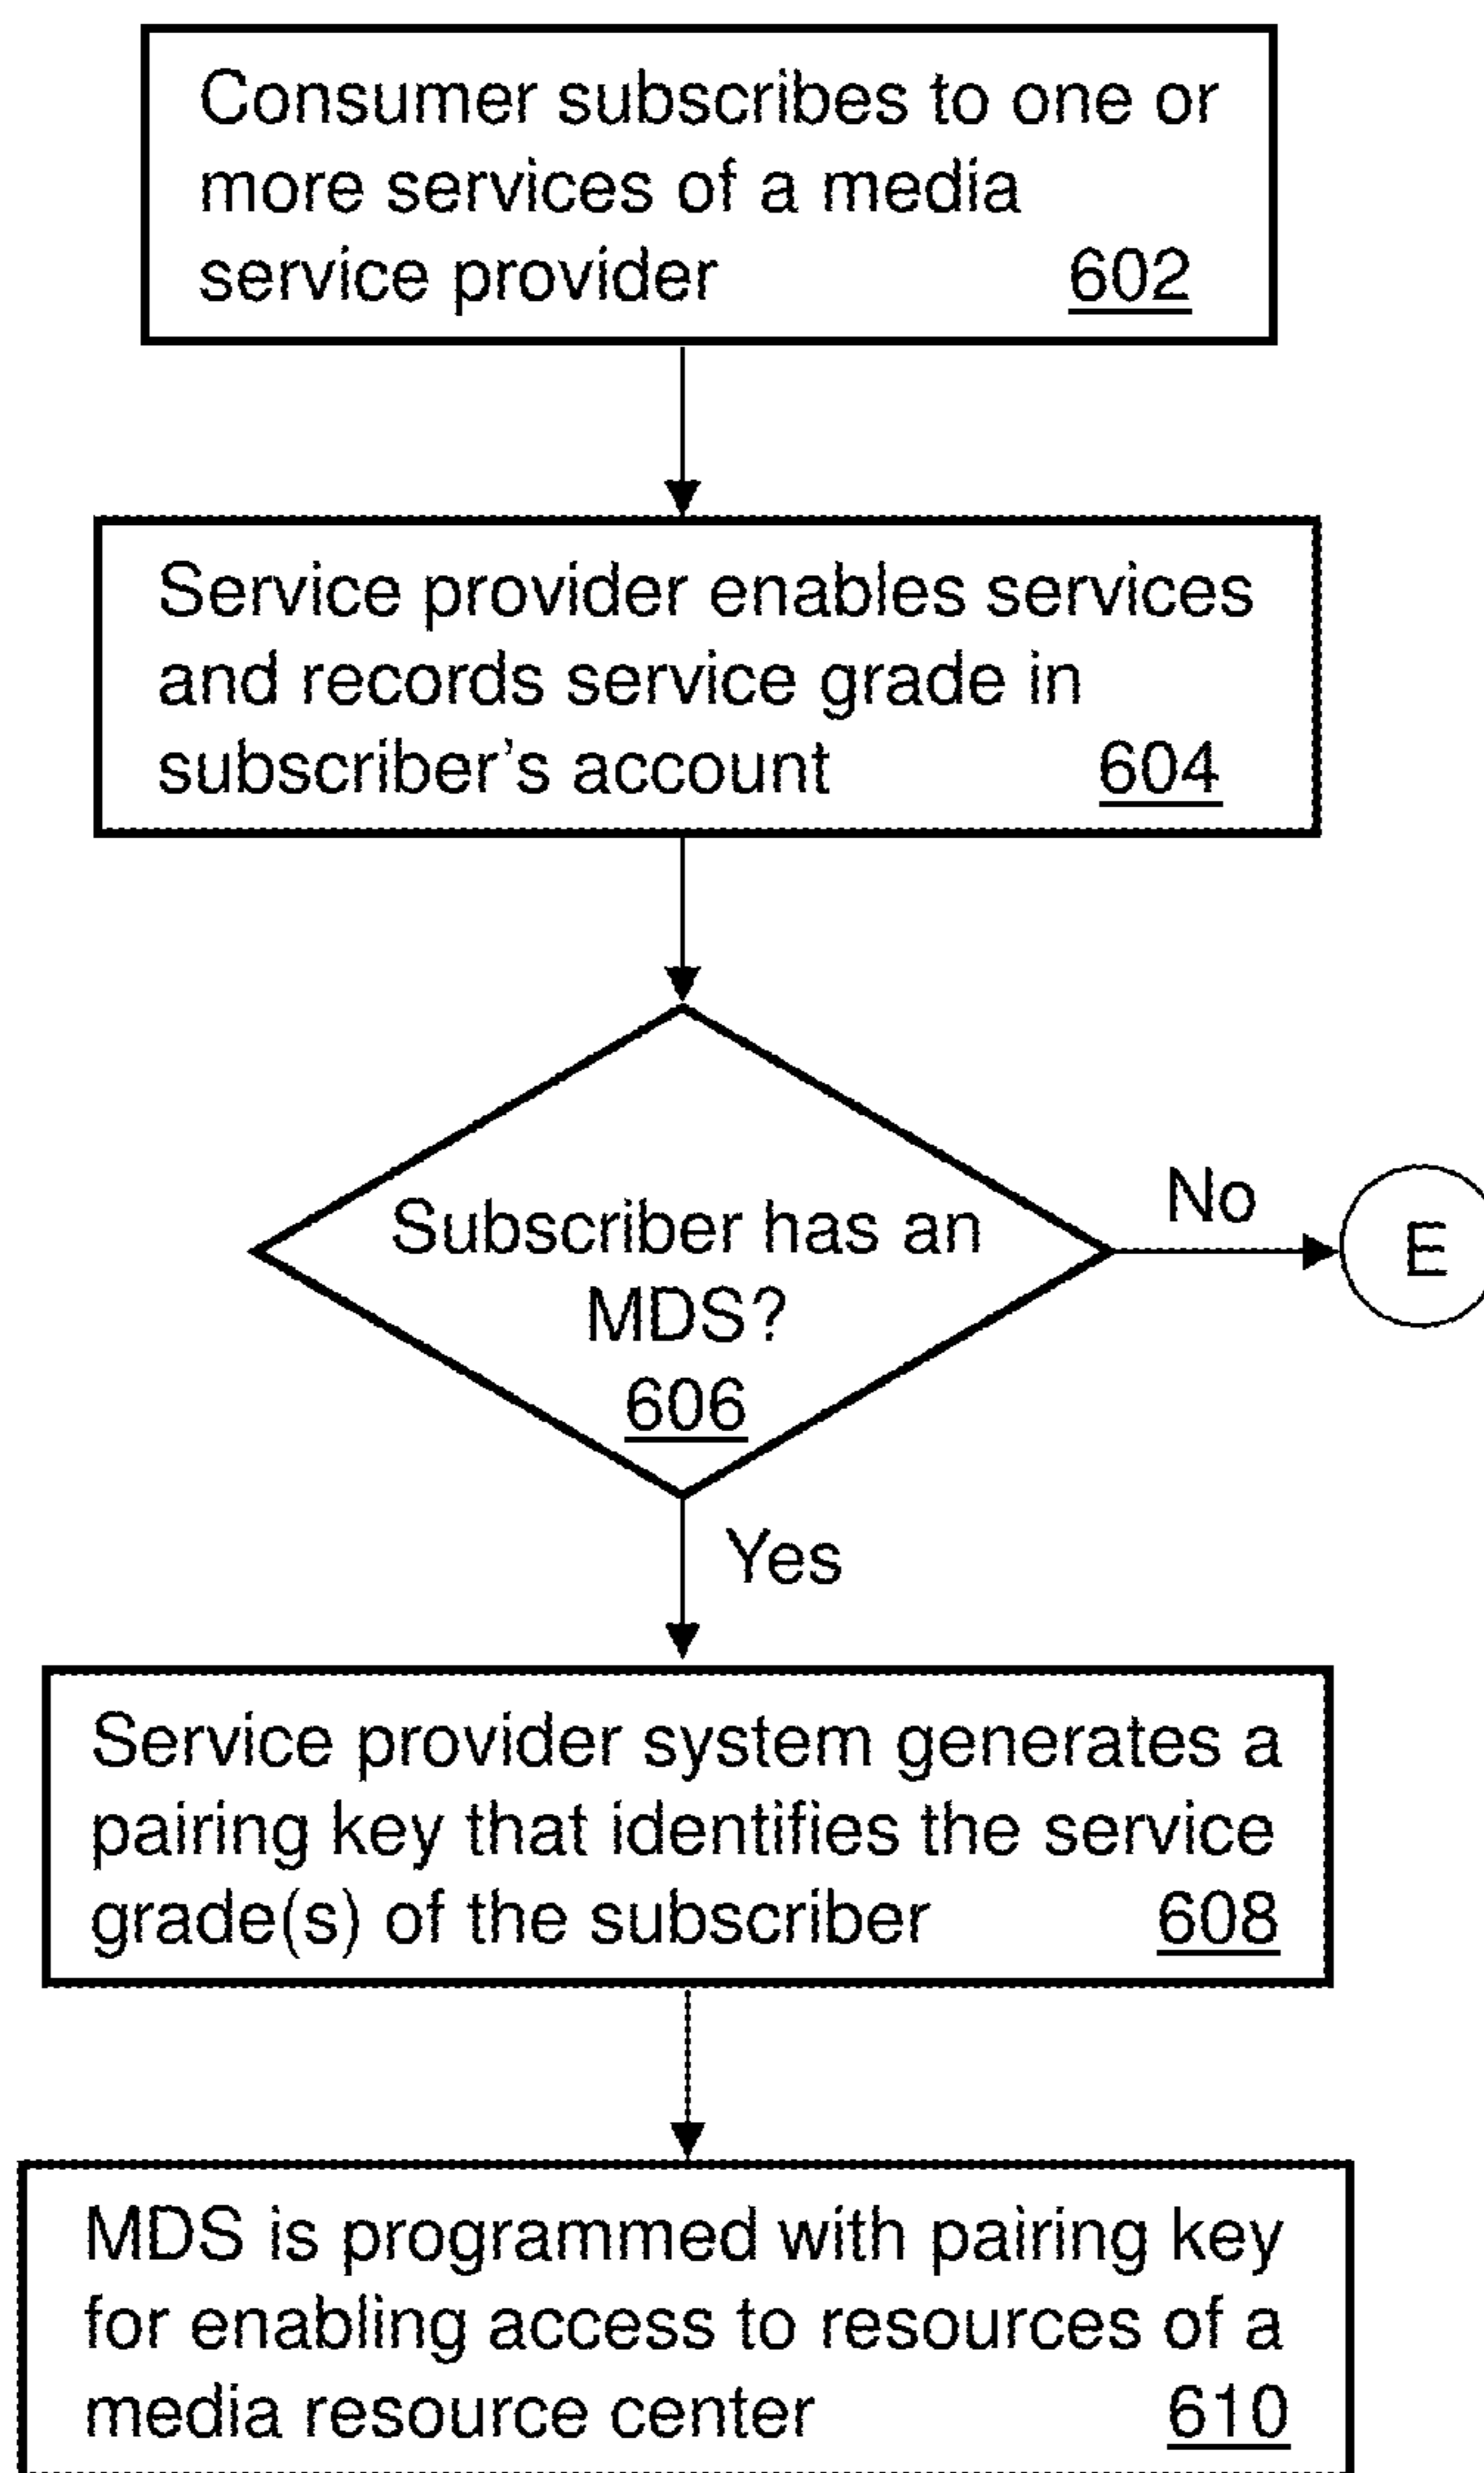 Consumer subscribes to one or
more services of a media
service provider 602
Service provider enables services
and records service grade in
subscriber's account 604
Subscriber has an
MDS?
606
No
E
Yes
Service provider system generates a
pairing key that identifies the service
grade(s) of the subscriber 608
MDS is programmed with pairing key
for enabling access to resources of a
media resource center 610